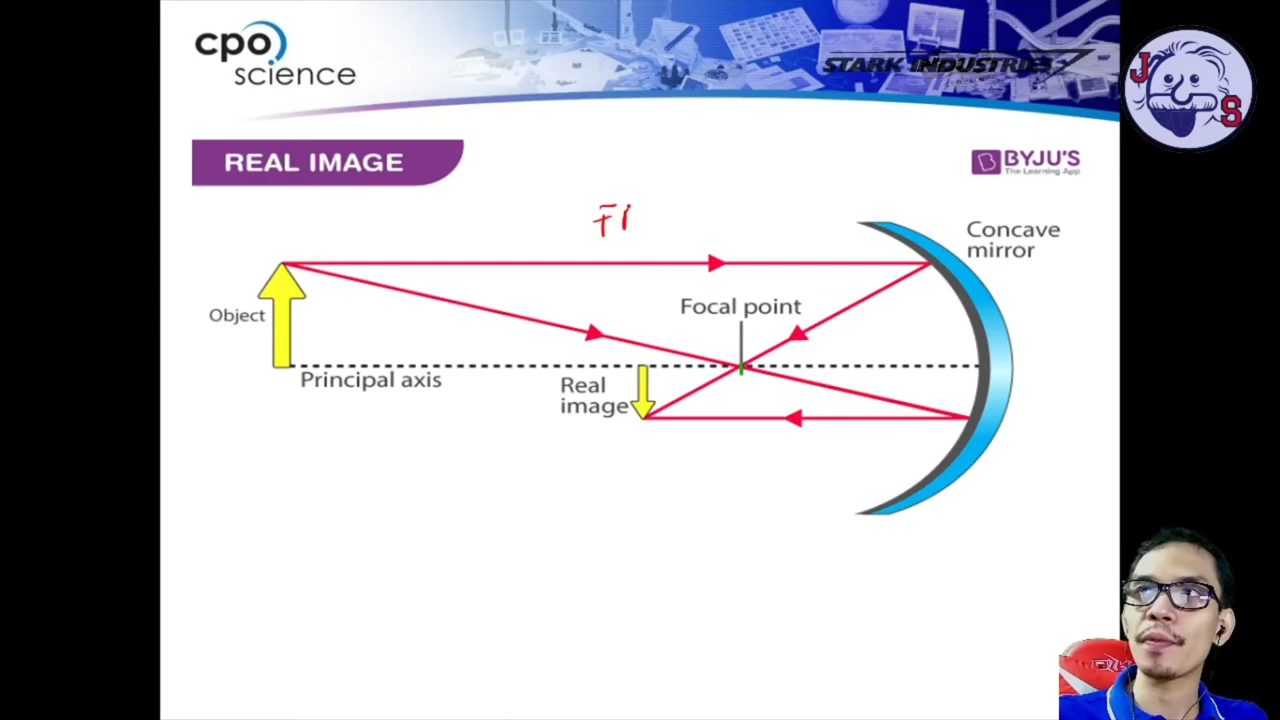 cpo
science
STARK INDUSTRIES
J
S
REAL IMAGE
BYJU'S
The Learning App
Concave
mirror
Focal point
Object
Principal axis
Real
image